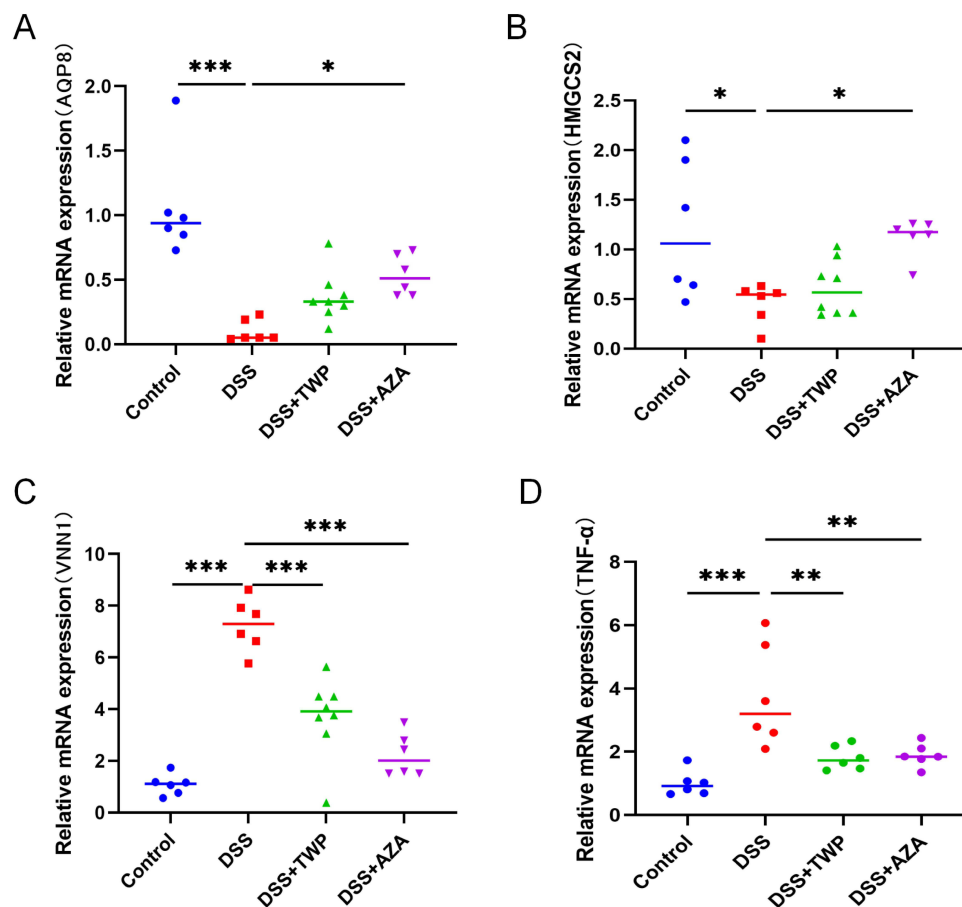 A
Relative mRNA expression(AQP8)
*** *
2.0
1.5
1.0
0.5
0.0
Control DSS DSS+TWP DSS+AZA
B
Relative mRNA expression(HMGCS2)
* *
2.5
2.0
1.5
1.0
0.5
0.0
Control DSS DSS+TWP DSS+AZA
C
Relative mRNA expression(VNN1)
***
*** ***
10
8
6
4
2
0
Control DSS DSS+TWP DSS+AZA
D
Relative mRNA expression(TNF-α)
**
*** **
8
6
4
2
0
Control DSS DSS+TWP DSS+AZA